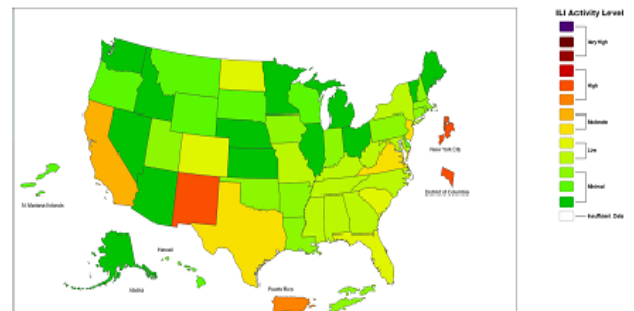 ILI Activity Level
Very High
High
Moderate
Low
Minimal
Insufficient Data
New York City
District of Columbia
N Mariana Islands
Hawaii
Alaska
Puerto Rico